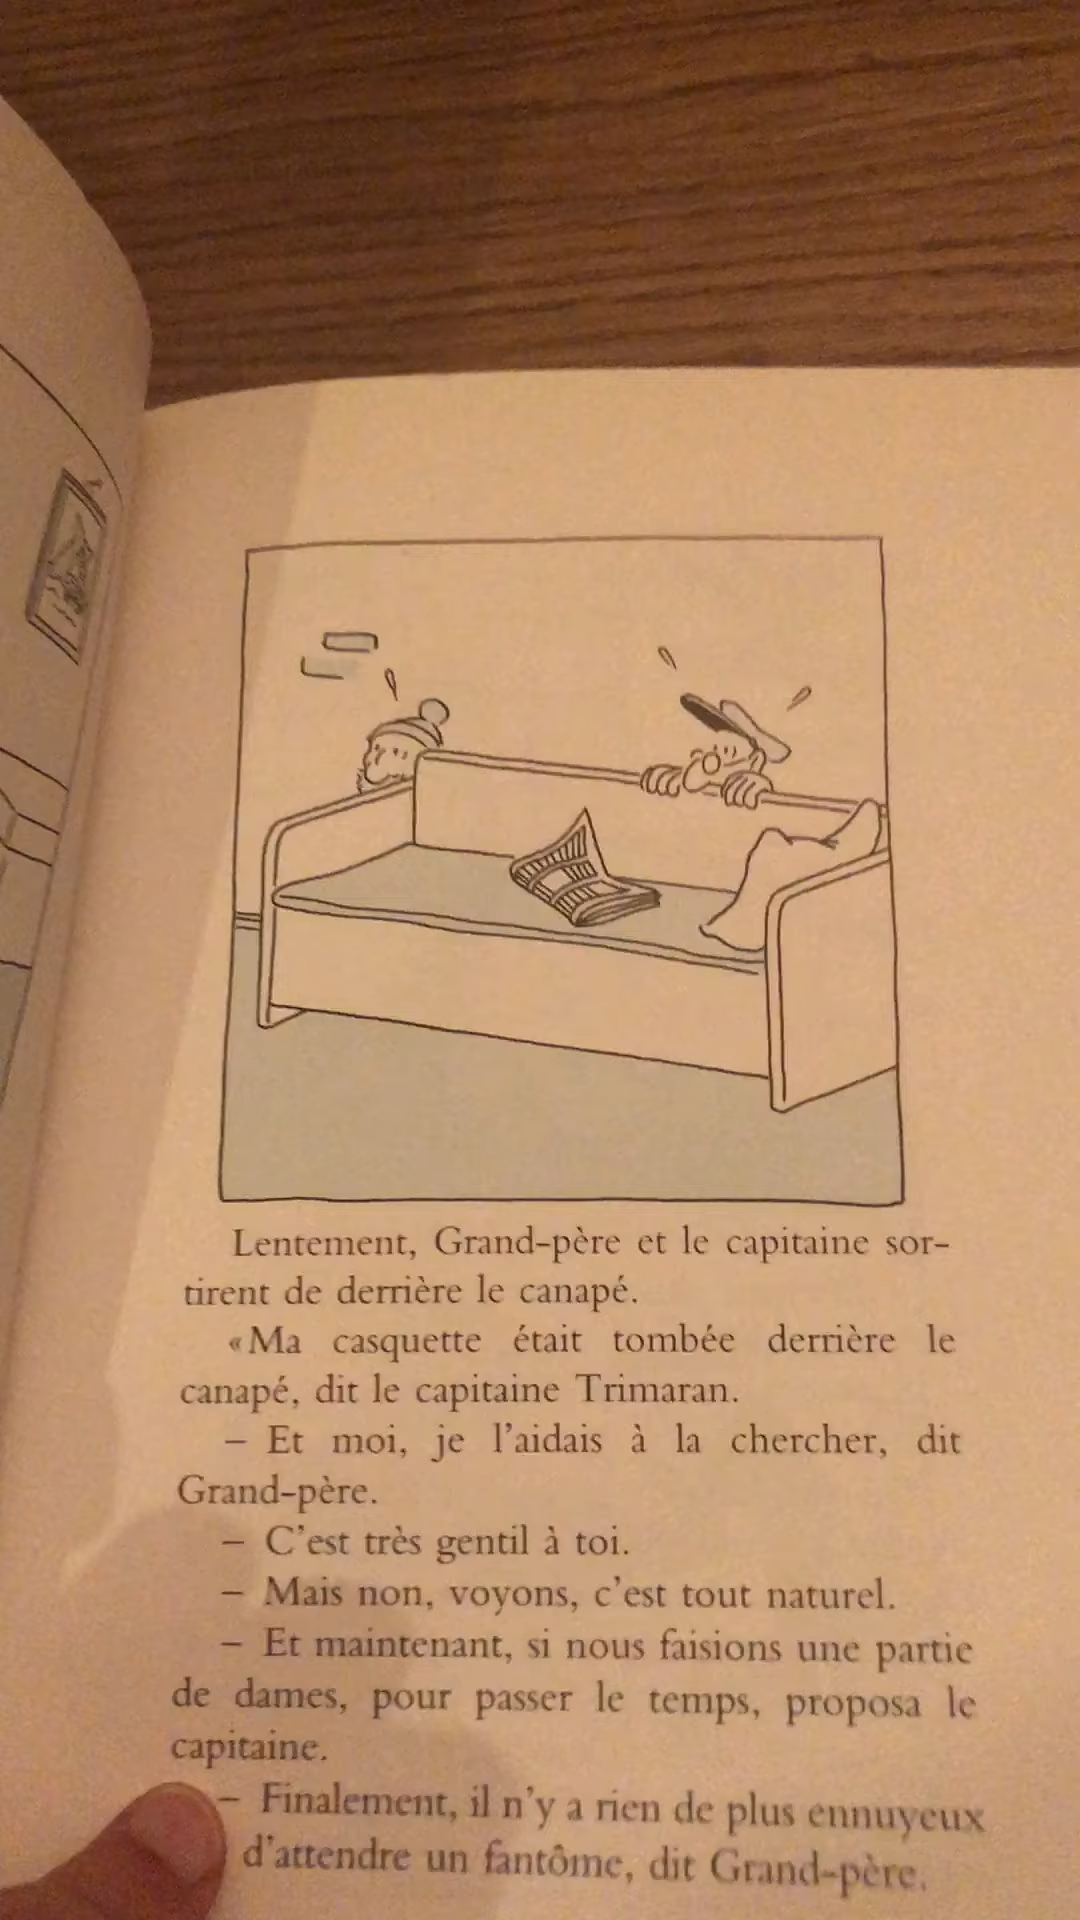 Lentement, Grand-père et le capitaine sor-
tirent de derrière le canapé.
«Ma casquette était tombée derrière le
canapé, dit le capitaine Trimaran.
– Et moi, je l'aidais à la chercher, dit
Grand-père.
– C'est très gentil à toi.
– Mais non, voyons, c'est tout naturel.
– Et maintenant, si nous faisions une partie
de dames, pour passer le temps, proposa le
capitaine.
– Finalement, il n'y a rien de plus ennuyeux
d'attendre un fantôme, dit Grand-père.